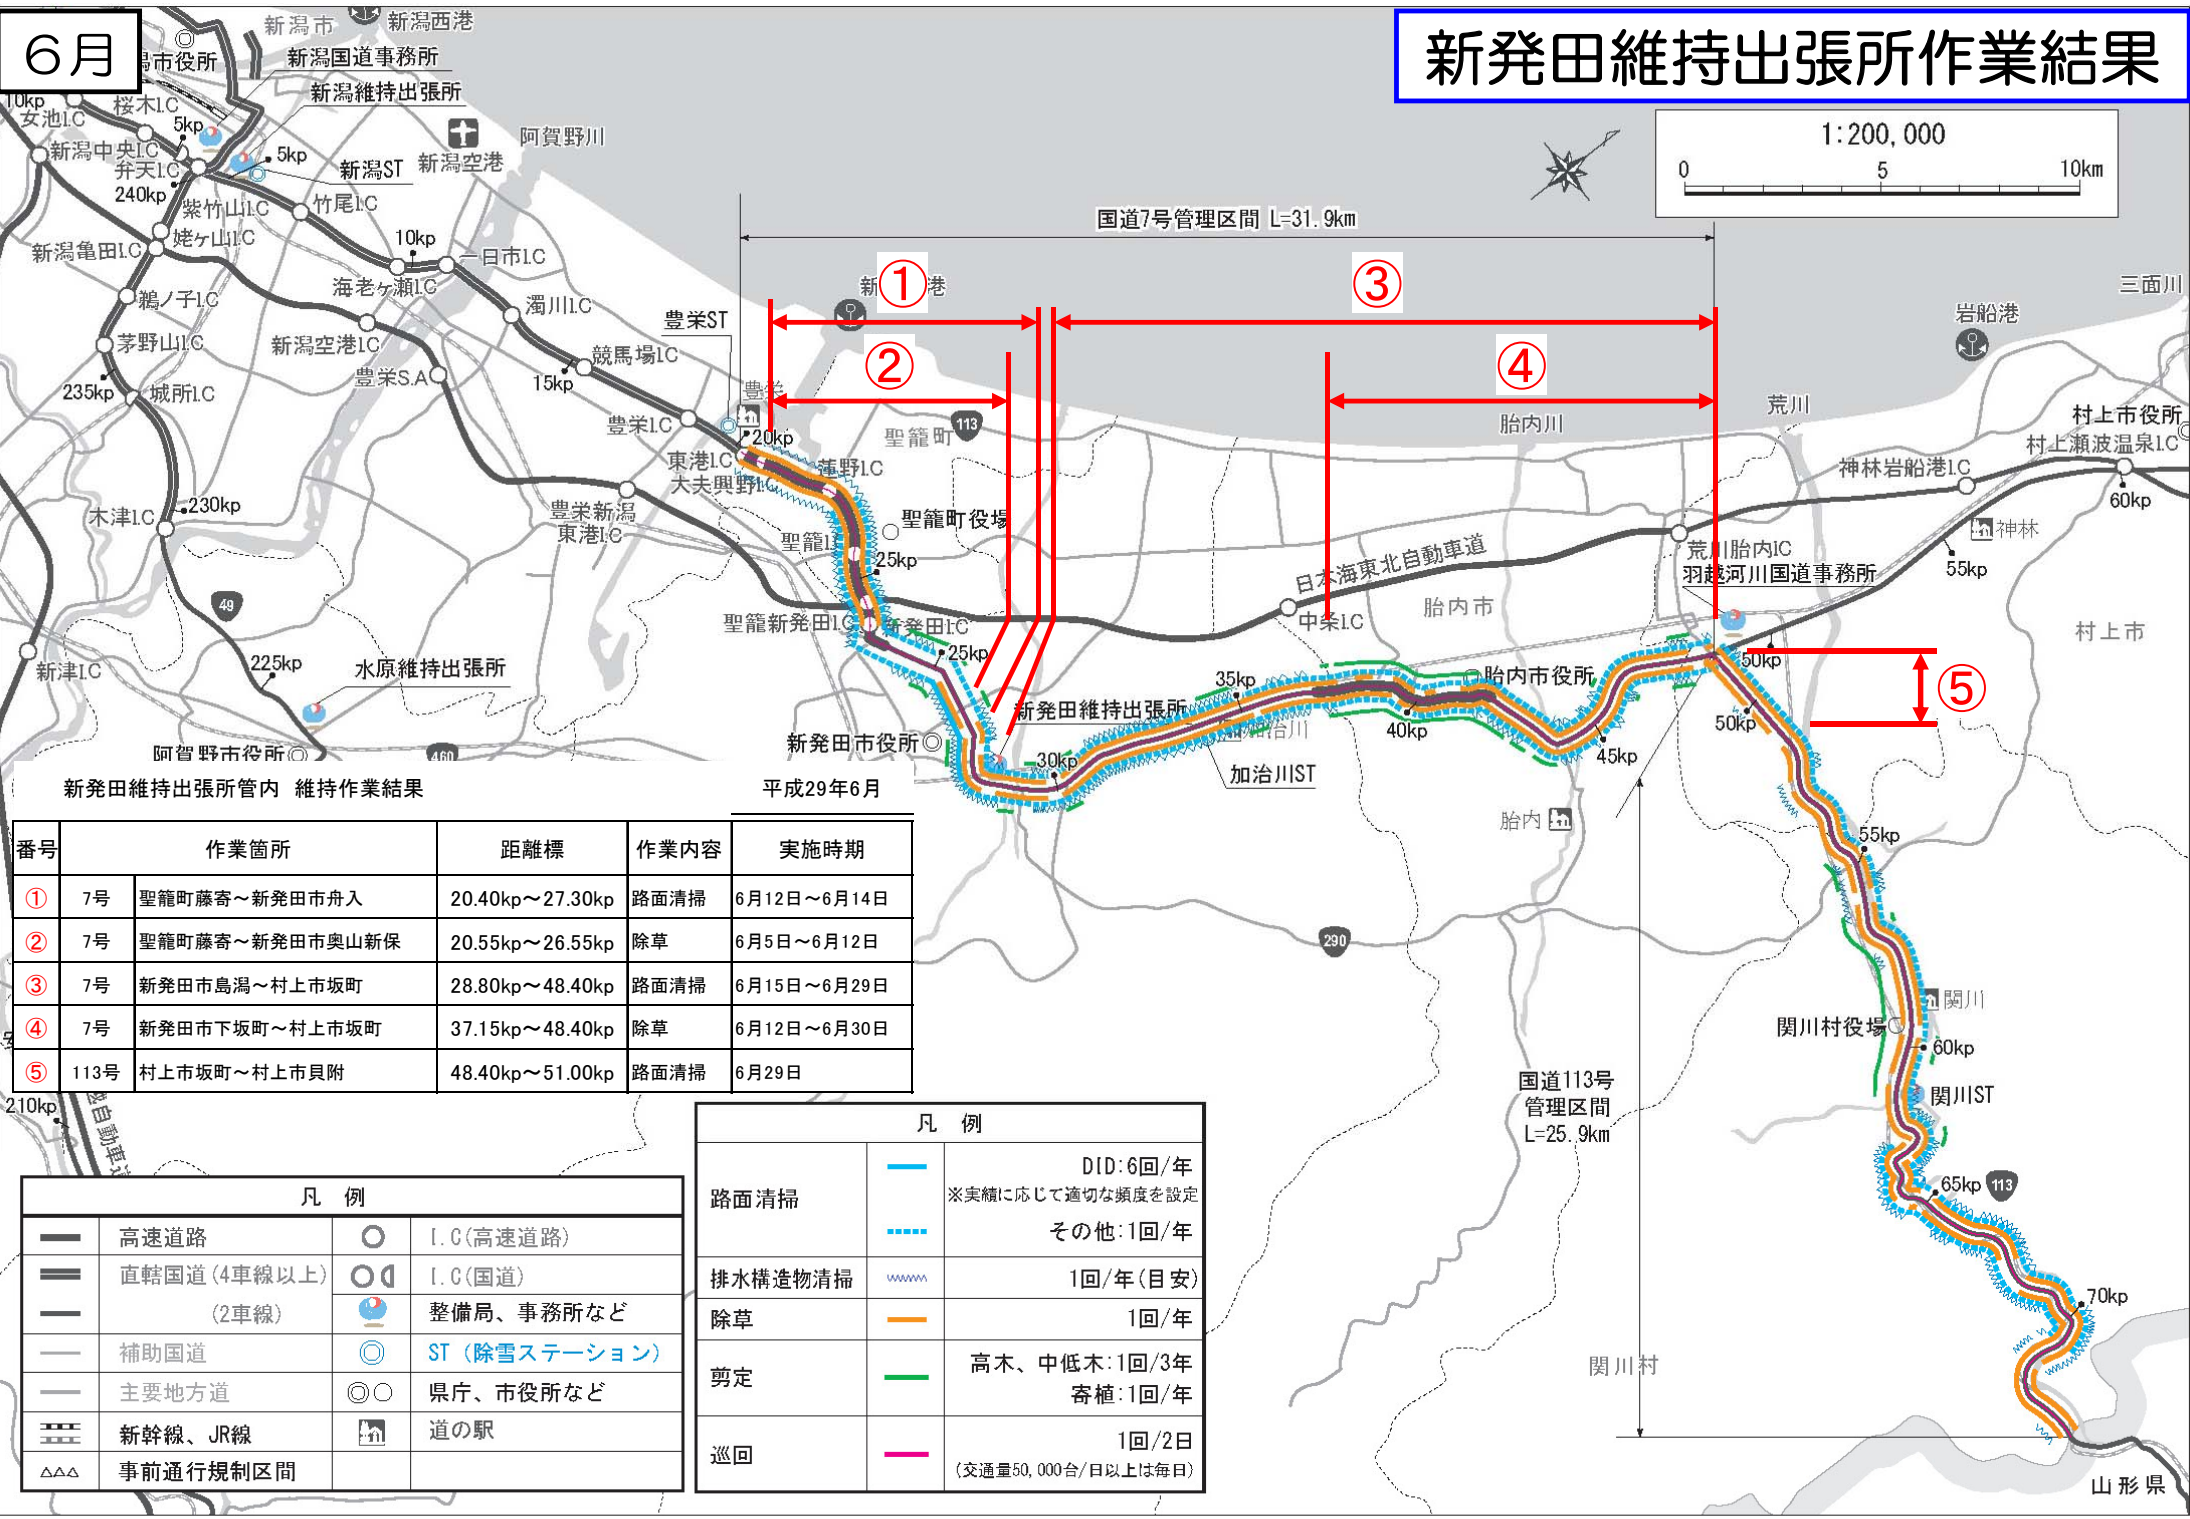 6月
新発田維持出張所作業結果
1:200,000
0 5 10km
新潟市
新潟西港
市役所
新潟国道事務所
新潟維持出張所
10kp
桜木I.C
女池I.C
5kp
新潟中央I.C
弁天I.C
240kp
5kp
新潟ST
新潟空港
阿賀野川
紫竹山I.C
竹尾I.C
姥ヶ山I.C
新潟亀田I.C
10kp
一日市I.C
海老ヶ瀬I.C
鵜ノ子I.C
濁川I.C
茅野山I.C
新潟空港I.C
豊栄S.A
競馬場I.C
15kp
235kp
城所I.C
豊栄ST
豊栄
豊栄I.C
20kp
東港I.C
大夫興野I.C
蓮野I.C
聖籠町
113
国道7号管理区間 L=31.9km
①
②
③
④
⑤
新 港
胎内川
荒川
岩船港
三面川
村上市役所
村上瀬波温泉I.C
神林岩船港I.C
60kp
神林
55kp
荒川胎内IC
羽越河川国道事務所
村上市
50kp
50kp
木津I.C
230kp
豊栄新潟
東港I.C
聖籠町役場
聖籠I
25kp
日本海東北自動車道
胎内市
中条I.C
聖籠新発田I.C
新発田I.C
25kp
49
新津I.C
225kp
水原維持出張所
阿賀野市役所
460
新発田維持出張所
新発田市役所
30kp
加治川
加治川ST
35kp
胎内市役所
40kp
45kp
胎内
55kp
290
関川
関川村役場
60kp
関川ST
国道113号
管理区間
L=25.9km
65kp
113
70kp
関川村
山形県
210kp
越自動車道
新発田維持出張所管内 維持作業結果 平成29年6月
番号 作業箇所 距離標 作業内容 実施時期
① 7号 聖籠町藤寄~新発田市舟入 20.40kp~27.30kp 路面清掃 6月12日~6月14日
② 7号 聖籠町藤寄~新発田市奥山新保 20.55kp~26.55kp 除草 6月5日~6月12日
③ 7号 新発田市島潟~村上市坂町 28.80kp~48.40kp 路面清掃 6月15日~6月29日
④ 7号 新発田市下坂町~村上市坂町 37.15kp~48.40kp 除草 6月12日~6月30日
⑤ 113号 村上市坂町~村上市貝附 48.40kp~51.00kp 路面清掃 6月29日
凡 例
高速道路 I.C(高速道路)
直轄国道(4車線以上) I.C(国道)
(2車線) 整備局、事務所など
補助国道 ST(除雪ステーション)
主要地方道 県庁、市役所など
新幹線、JR線 道の駅
事前通行規制区間
凡 例
路面清掃 DID:6回/年
※実績に応じて適切な頻度を設定
その他:1回/年
排水構造物清掃 1回/年(目安)
除草 1回/年
剪定 高木、中低木:1回/3年
寄植:1回/年
巡回 1回/2日
(交通量50,000台/日以上は毎日)